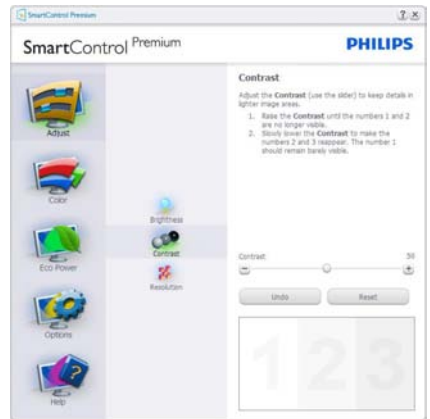 SmartControl Premium
SmartControl Premium
PHILIPS
Adjust
Color
Eco Power
Options
Help
Brightness
Contrast
Resolution
Contrast
Adjust the Contrast (use the slider) to keep details in
lighter image areas.
1. Raise the Contrast until the numbers 1 and 2
are no longer visible.
2. Slowly lower the Contrast to make the
numbers 2 and 3 reappear. The number 1
should remain barely visible.
Contrast 50
Undo Reset
1 2 3